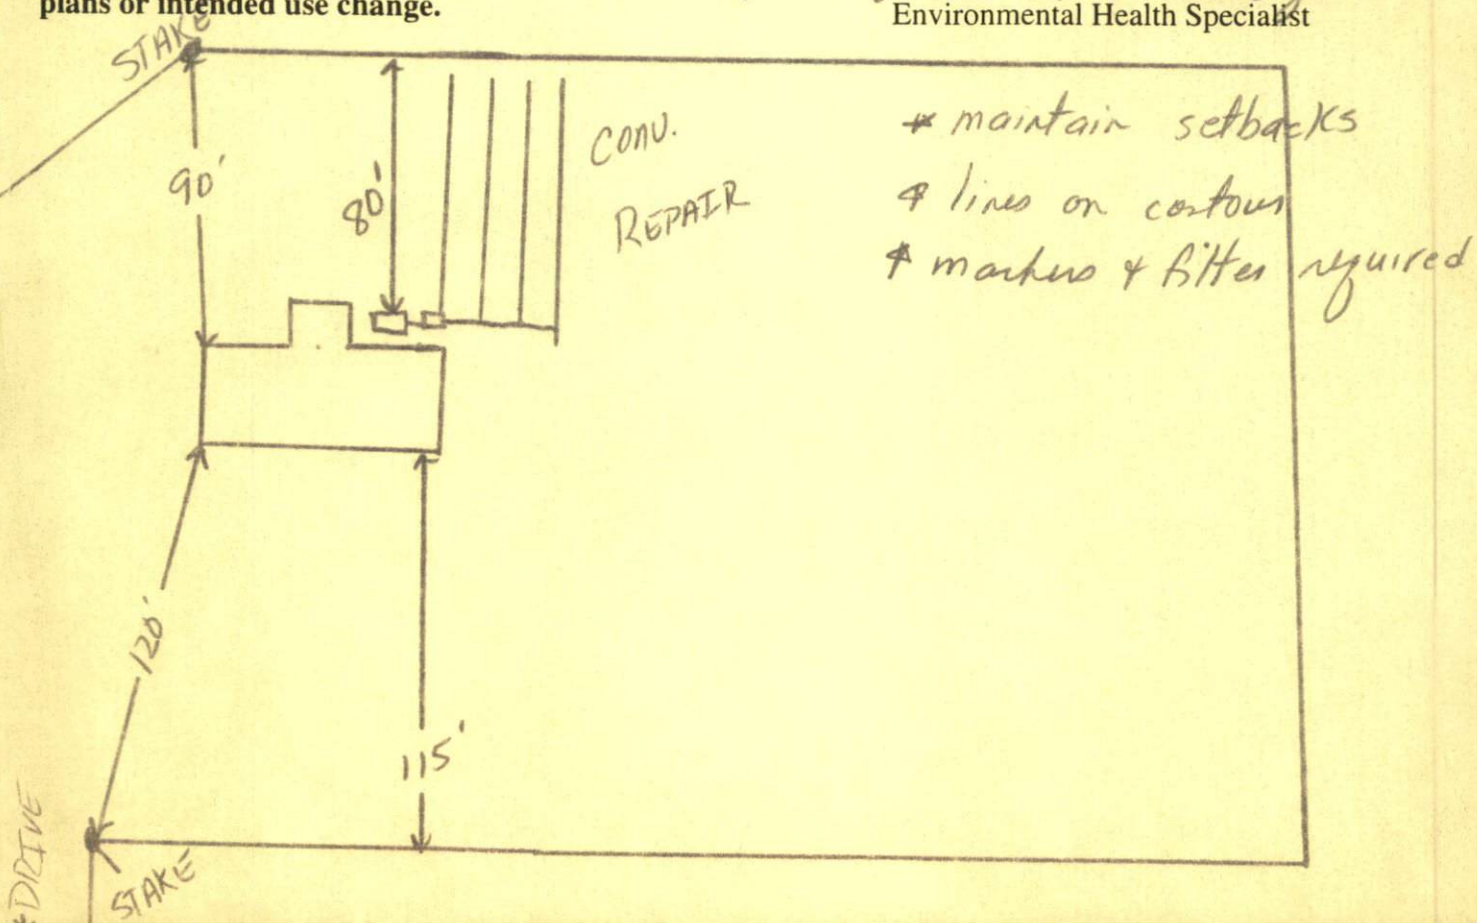 plans or intended use change.
Environmental Health Specialist
STAKE
90'
80'
CONV.
REPAIR
* maintain setbacks
* lines on contour
* markers & filter required
120'
115'
STAKE
DRIVE